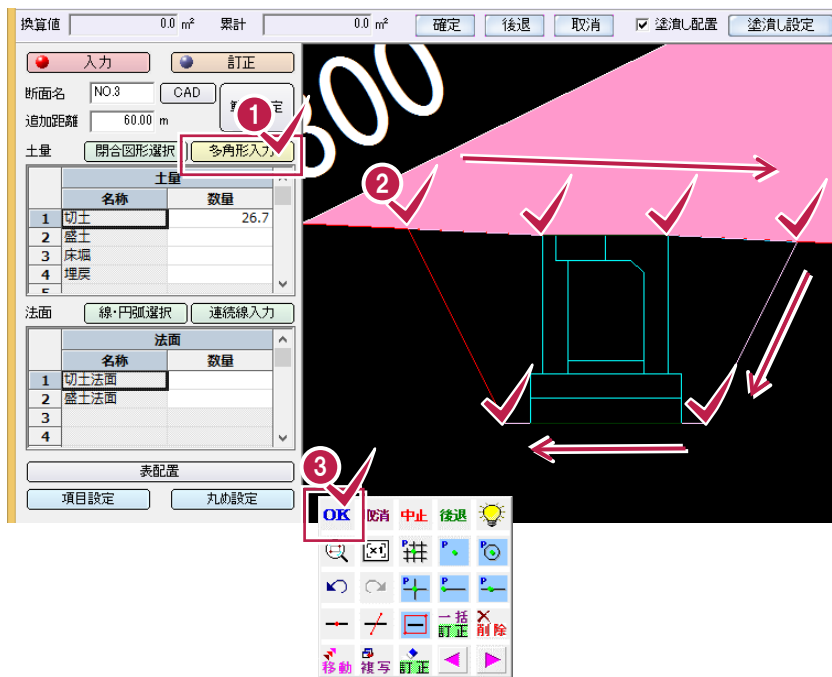 換算値 0.0 m² 累計 0.0 m² 確定 後退 取消 塗潰し配置 塗潰し設定
入力 訂正
断面名 NO.3 CAD
追加距離 60.00 m
1
土量 閉合図形選択 多角形入力
土量
名称 数量
1 切土 26.7
2 盛土
3 床堀
4 埋戻
法面 線・円弧選択 連続線入力
法面
名称 数量
1 切土法面
2 盛土法面
3
4
表配置
項目設定 丸め設定
300
2
3
OK 取消 中止 後退
P P P
×1
P P P
一括訂正 削除
移動 複写 訂正